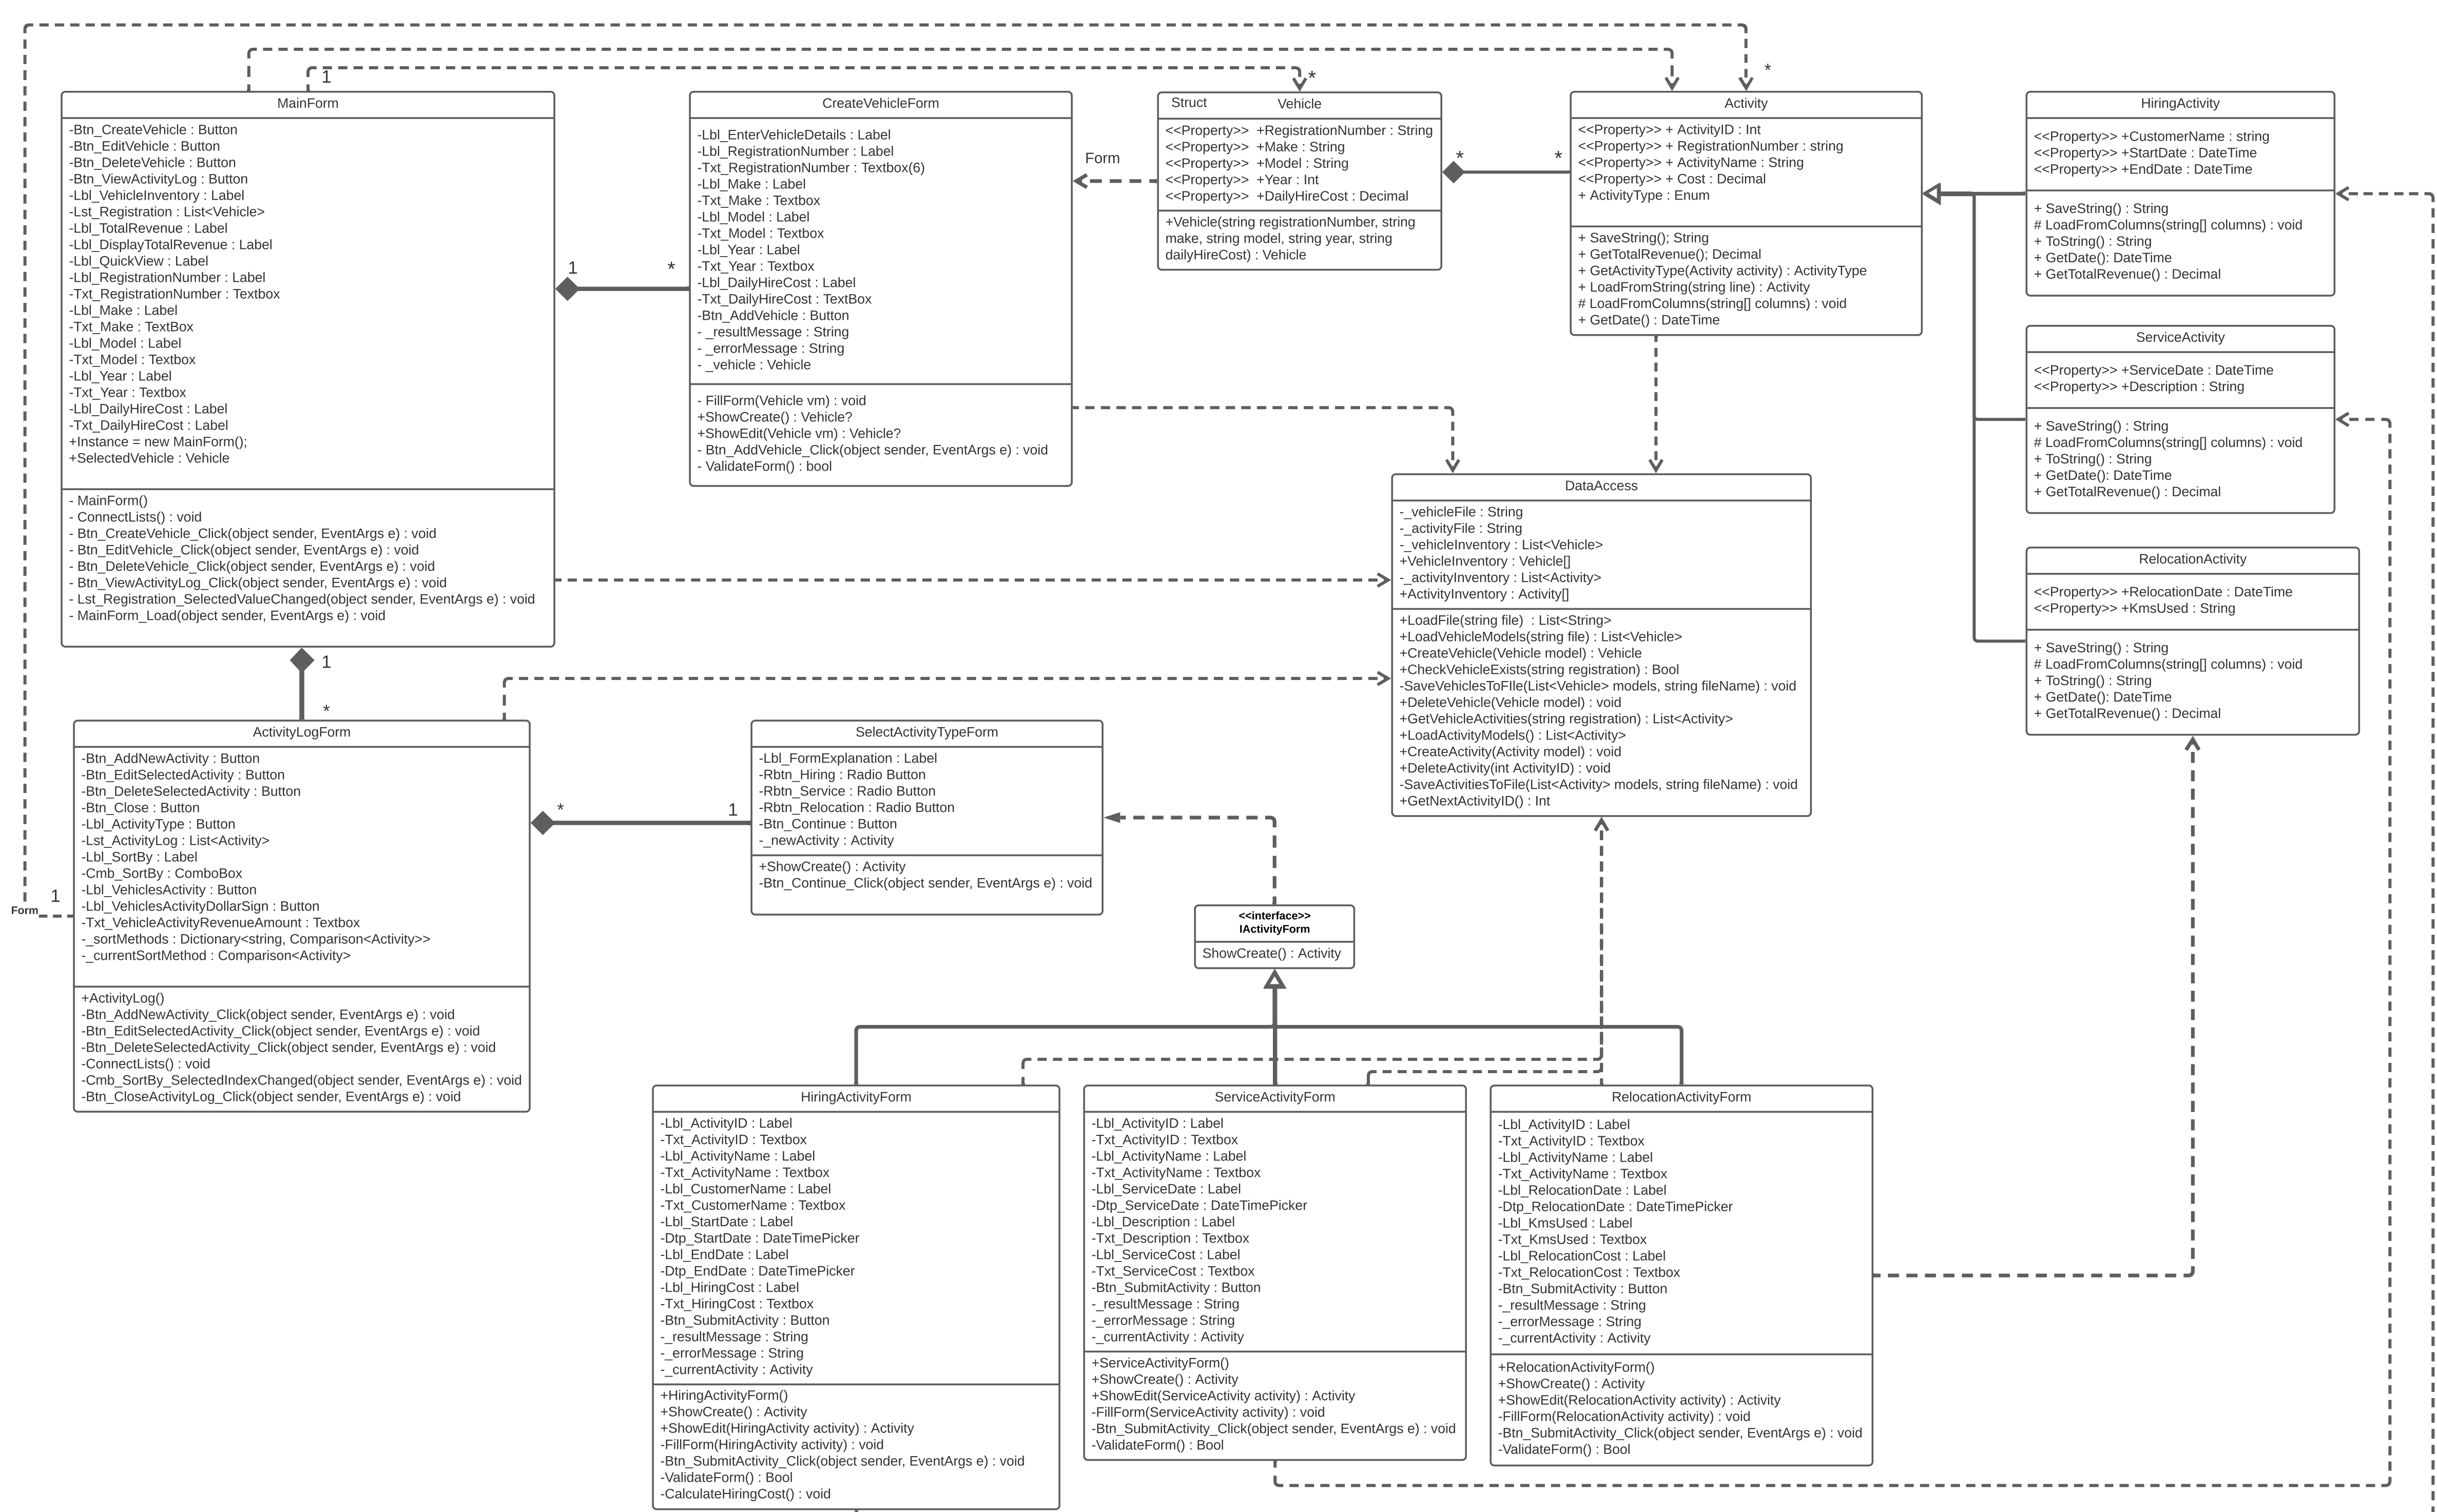 1
*
*
MainForm
-Btn_CreateVehicle : Button
-Btn_EditVehicle : Button
-Btn_DeleteVehicle : Button
-Btn_ViewActivityLog : Button
-Lbl_VehicleInventory : Label
-Lst_Registration : List<Vehicle>
-Lbl_TotalRevenue : Label
-Lbl_DisplayTotalRevenue : Label
-Lbl_QuickView : Label
-Lbl_RegistrationNumber : Label
-Txt_RegistrationNumber : Textbox
-Lbl_Make : Label
-Txt_Make : TextBox
-Lbl_Model : Label
-Txt_Model : Textbox
-Lbl_Year : Label
-Txt_Year : Textbox
-Lbl_DailyHireCost : Label
-Txt_DailyHireCost : Label
+Instance = new MainForm();
+SelectedVehicle : Vehicle
- MainForm()
- ConnectLists() : void
- Btn_CreateVehicle_Click(object sender, EventArgs e) : void
- Btn_EditVehicle_Click(object sender, EventArgs e) : void
- Btn_DeleteVehicle_Click(object sender, EventArgs e) : void
- Btn_ViewActivityLog_Click(object sender, EventArgs e) : void
- Lst_Registration_SelectedValueChanged(object sender, EventArgs e) : void
- MainForm_Load(object sender, EventArgs e) : void
1
*
CreateVehicleForm
-Lbl_EnterVehicleDetails : Label
-Lbl_RegistrationNumber : Label
-Txt_RegistrationNumber : Textbox(6)
-Lbl_Make : Label
-Txt_Make : Textbox
-Lbl_Model : Label
-Txt_Model : Textbox
-Lbl_Year : Label
-Txt_Year : Textbox
-Lbl_DailyHireCost : Label
-Txt_DailyHireCost : TextBox
-Btn_AddVehicle : Button
- _resultMessage : String
- _errorMessage : String
- _vehicle : Vehicle
- FillForm(Vehicle vm) : void
+ShowCreate() : Vehicle?
+ShowEdit(Vehicle vm) : Vehicle?
- Btn_AddVehicle_Click(object sender, EventArgs e) : void
- ValidateForm() : bool
Form
Struct Vehicle
<<Property>> +RegistrationNumber : String
<<Property>> +Make : String
<<Property>> +Model : String
<<Property>> +Year : Int
<<Property>> +DailyHireCost : Decimal
+Vehicle(string registrationNumber, string
make, string model, string year, string
dailyHireCost) : Vehicle
*
*
Activity
<<Property>> + ActivityID : Int
<<Property>> + RegistrationNumber : string
<<Property>> + ActivityName : String
<<Property>> + Cost : Decimal
+ ActivityType : Enum
+ SaveString(); String
+ GetTotalRevenue(); Decimal
+ GetActivityType(Activity activity) : ActivityType
+ LoadFromString(string line) : Activity
# LoadFromColumns(string[] columns) : void
+ GetDate() : DateTime
HiringActivity
<<Property>> +CustomerName : string
<<Property>> +StartDate : DateTime
<<Property>> +EndDate : DateTime
+ SaveString() : String
# LoadFromColumns(string[] columns) : void
+ ToString() : String
+ GetDate(): DateTime
+ GetTotalRevenue() : Decimal
ServiceActivity
<<Property>> +ServiceDate : DateTime
<<Property>> +Description : String
+ SaveString() : String
# LoadFromColumns(string[] columns) : void
+ ToString() : String
+ GetDate(): DateTime
+ GetTotalRevenue() : Decimal
RelocationActivity
<<Property>> +RelocationDate : DateTime
<<Property>> +KmsUsed : String
+ SaveString() : String
# LoadFromColumns(string[] columns) : void
+ ToString() : String
+ GetDate(): DateTime
+ GetTotalRevenue() : Decimal
DataAccess
-_vehicleFile : String
-_activityFile : String
-_vehicleInventory : List<Vehicle>
+VehicleInventory : Vehicle[]
-_activityInventory : List<Activity>
+ActivityInventory : Activity[]
+LoadFile(string file) : List<String>
+LoadVehicleModels(string file) : List<Vehicle>
+CreateVehicle(Vehicle model) : Vehicle
+CheckVehicleExists(string registration) : Bool
-SaveVehiclesToFIle(List<Vehicle> models, string fileName) : void
+DeleteVehicle(Vehicle model) : void
+GetVehicleActivities(string registration) : List<Activity>
+LoadActivityModels() : List<Activity>
+CreateActivity(Activity model) : void
+DeleteActivity(int ActivityID) : void
-SaveActivitiesToFile(List<Activity> models, string fileName) : void
+GetNextActivityID() : Int
1
*
1
Form
ActivityLogForm
-Btn_AddNewActivity : Button
-Btn_EditSelectedActivity : Button
-Btn_DeleteSelectedActivity : Button
-Btn_Close : Button
-Lbl_ActivityType : Button
-Lst_ActivityLog : List<Activity>
-Lbl_SortBy : Label
-Cmb_SortBy : ComboBox
-Lbl_VehiclesActivity : Button
-Lbl_VehiclesActivityDollarSign : Button
-Txt_VehicleActivityRevenueAmount : Textbox
-_sortMethods : Dictionary<string, Comparison<Activity>>
-_currentSortMethod : Comparison<Activity>
+ActivityLog()
-Btn_AddNewActivity_Click(object sender, EventArgs e) : void
-Btn_EditSelectedActivity_Click(object sender, EventArgs e) : void
-Btn_DeleteSelectedActivity_Click(object sender, EventArgs e) : void
-ConnectLists() : void
-Cmb_SortBy_SelectedIndexChanged(object sender, EventArgs e) : void
-Btn_CloseActivityLog_Click(object sender, EventArgs e) : void
*
1
SelectActivityTypeForm
-Lbl_FormExplanation : Label
-Rbtn_Hiring : Radio Button
-Rbtn_Service : Radio Button
-Rbtn_Relocation : Radio Button
-Btn_Continue : Button
-_newActivity : Activity
+ShowCreate() : Activity
-Btn_Continue_Click(object sender, EventArgs e) : void
<<interface>>
IActivityForm
ShowCreate() : Activity
HiringActivityForm
-Lbl_ActivityID : Label
-Txt_ActivityID : Textbox
-Lbl_ActivityName : Label
-Txt_ActivityName : Textbox
-Lbl_CustomerName : Label
-Txt_CustomerName : Textbox
-Lbl_StartDate : Label
-Dtp_StartDate : DateTimePicker
-Lbl_EndDate : Label
-Dtp_EndDate : DateTimePicker
-Lbl_HiringCost : Label
-Txt_HiringCost : Textbox
-Btn_SubmitActivity : Button
-_resultMessage : String
-_errorMessage : String
-_currentActivity : Activity
+HiringActivityForm()
+ShowCreate() : Activity
+ShowEdit(HiringActivity activity) : Activity
-FillForm(HiringActivity activity) : void
-Btn_SubmitActivity_Click(object sender, EventArgs e) : void
-ValidateForm() : Bool
-CalculateHiringCost() : void
ServiceActivityForm
-Lbl_ActivityID : Label
-Txt_ActivityID : Textbox
-Lbl_ActivityName : Label
-Txt_ActivityName : Textbox
-Lbl_ServiceDate : Label
-Dtp_ServiceDate : DateTimePicker
-Lbl_Description : Label
-Txt_Description : Textbox
-Lbl_ServiceCost : Label
-Txt_ServiceCost : Textbox
-Btn_SubmitActivity : Button
-_resultMessage : String
-_errorMessage : String
-_currentActivity : Activity
+ServiceActivityForm()
+ShowCreate() : Activity
+ShowEdit(ServiceActivity activity) : Activity
-FillForm(ServiceActivity activity) : void
-Btn_SubmitActivity_Click(object sender, EventArgs e) : void
-ValidateForm() : Bool
RelocationActivityForm
-Lbl_ActivityID : Label
-Txt_ActivityID : Textbox
-Lbl_ActivityName : Label
-Txt_ActivityName : Textbox
-Lbl_RelocationDate : Label
-Dtp_RelocationDate : DateTimePicker
-Lbl_KmsUsed : Label
-Txt_KmsUsed : Textbox
-Lbl_RelocationCost : Label
-Txt_RelocationCost : Textbox
-Btn_SubmitActivity : Button
-_resultMessage : String
-_errorMessage : String
-_currentActivity : Activity
+RelocationActivityForm()
+ShowCreate() : Activity
+ShowEdit(RelocationActivity activity) : Activity
-FillForm(RelocationActivity activity) : void
-Btn_SubmitActivity_Click(object sender, EventArgs e) : void
-ValidateForm() : Bool